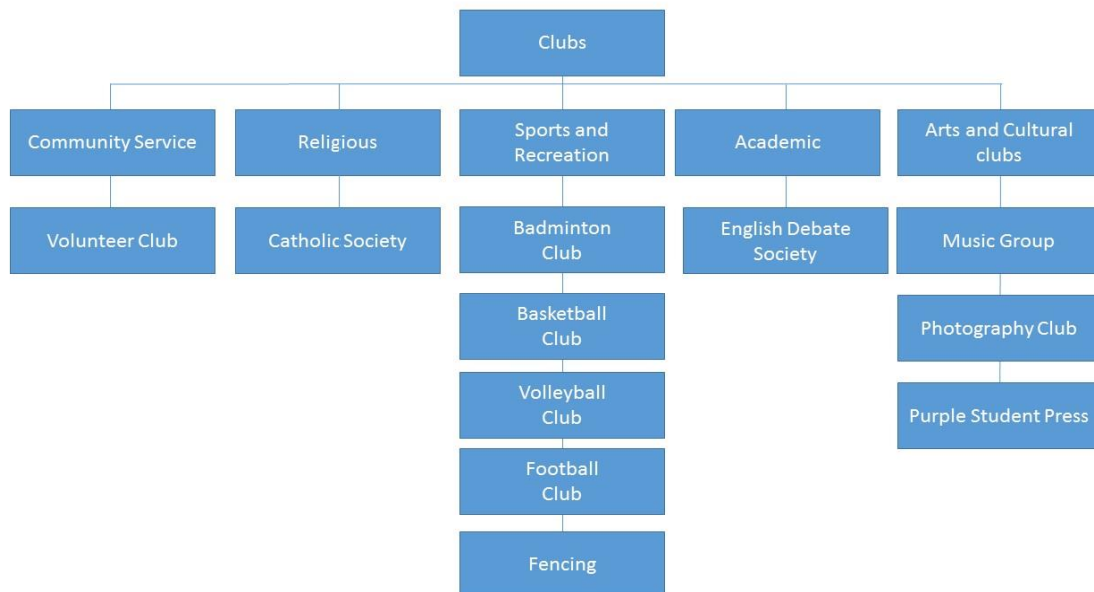 Clubs
Community Service
Religious
Sports and
Recreation
Academic
Arts and Cultural
clubs
Volunteer Club
Catholic Society
Badminton
Club
English Debate
Society
Music Group
Basketball
Club
Photography Club
Volleyball
Club
Purple Student Press
Football
Club
Fencing